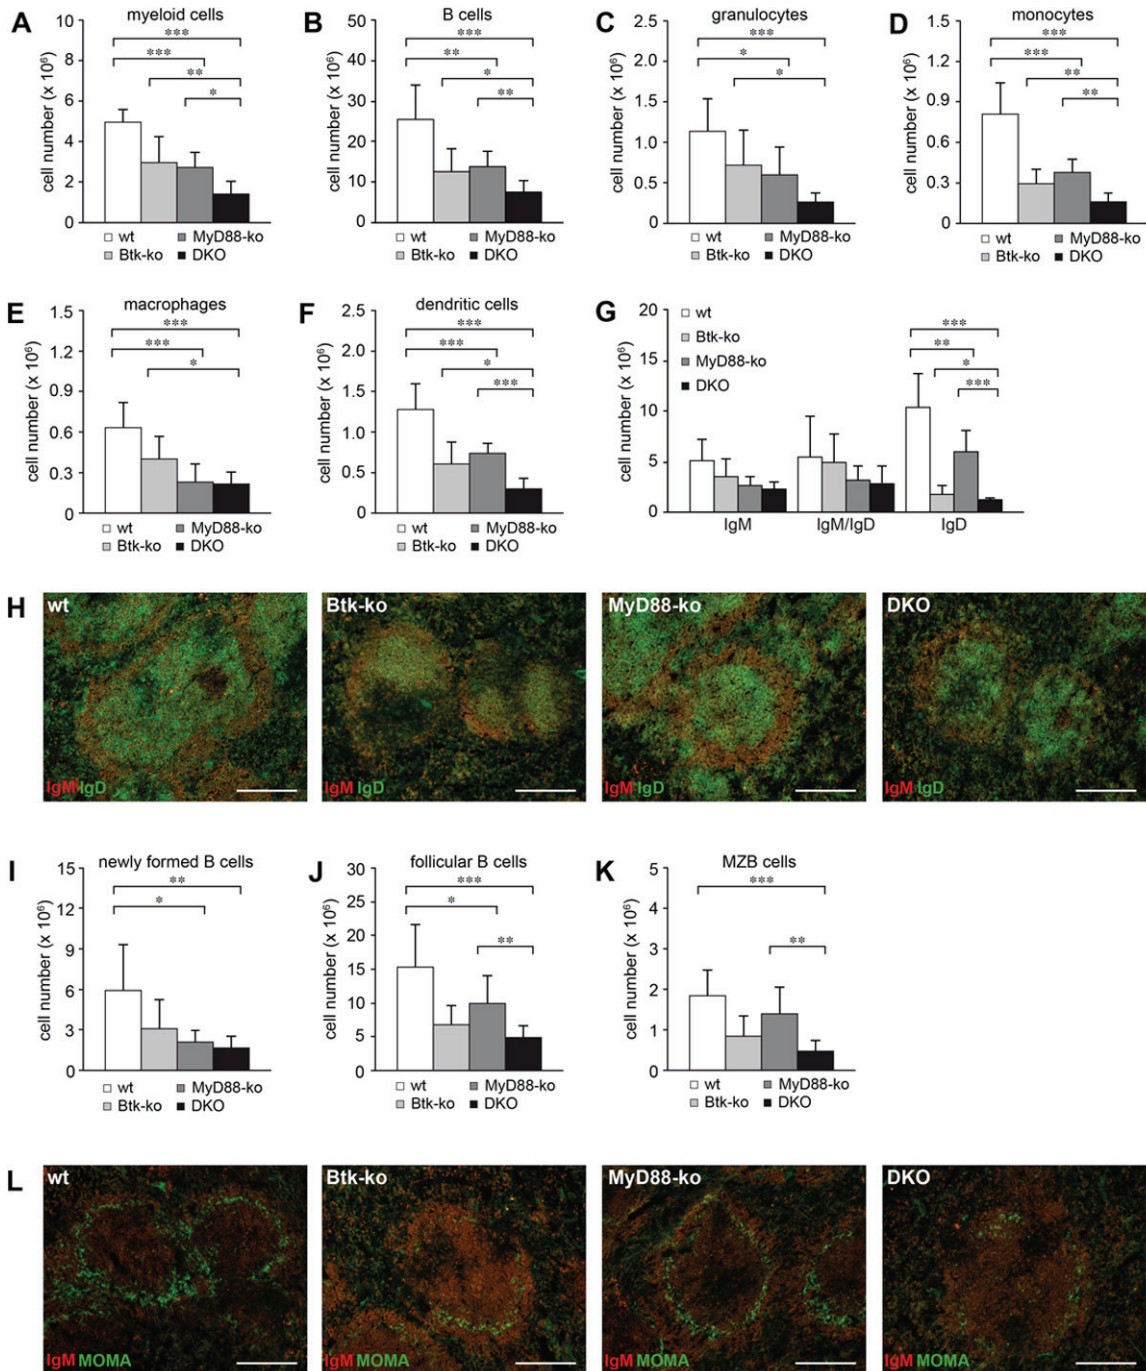 A
myeloid cells
cell number (x 10⁶)
10
8
6
4
2
0
***
***
**
*
wt
MyD88-ko
Btk-ko
DKO
B
B cells
cell number (x 10⁶)
50
40
30
20
10
0
***
**
*
**
wt
MyD88-ko
Btk-ko
DKO
C
granulocytes
cell number (x 10⁶)
2.5
2.0
1.5
1.0
0.5
0
***
*
*
wt
MyD88-ko
Btk-ko
DKO
D
monocytes
cell number (x 10⁶)
1.5
1.2
0.9
0.6
0.3
0
***
***
**
**
wt
MyD88-ko
Btk-ko
DKO
E
macrophages
cell number (x 10⁶)
1.5
1.2
0.9
0.6
0.3
0
***
***
*
wt
MyD88-ko
Btk-ko
DKO
F
dendritic cells
cell number (x 10⁶)
2.5
2.0
1.5
1.0
0.5
0
***
***
*
***
wt
MyD88-ko
Btk-ko
DKO
G
cell number (x 10⁶)
20
15
10
5
0
wt
Btk-ko
MyD88-ko
DKO
***
**
*
***
IgM
IgM/IgD
IgD
H
wt
IgM IgD
Btk-ko
IgM IgD
MyD88-ko
IgM IgD
DKO
IgM IgD
I
newly formed B cells
cell number (x 10⁶)
15
12
9
6
3
0
**
*
wt
MyD88-ko
Btk-ko
DKO
J
follicular B cells
cell number (x 10⁶)
30
25
20
15
10
5
0
***
*
**
wt
MyD88-ko
Btk-ko
DKO
K
MZB cells
cell number (x 10⁶)
5
4
3
2
1
0
***
**
wt
MyD88-ko
Btk-ko
DKO
L
wt
IgM MOMA
Btk-ko
IgM MOMA
MyD88-ko
IgM MOMA
DKO
IgM MOMA